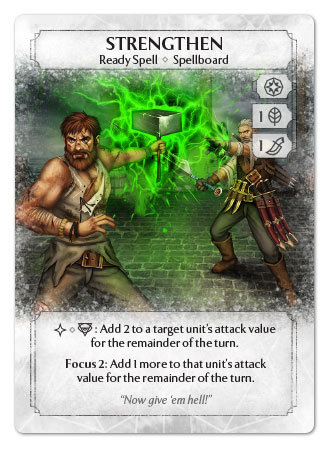 STRENGTHEN
Ready Spell ◇ Spellboard
1
1
◇ : Add 2 to a target unit's attack value
for the remainder of the turn.
Focus 2: Add 1 more to that unit's attack
value for the remainder of the turn.
"Now give 'em hell!"